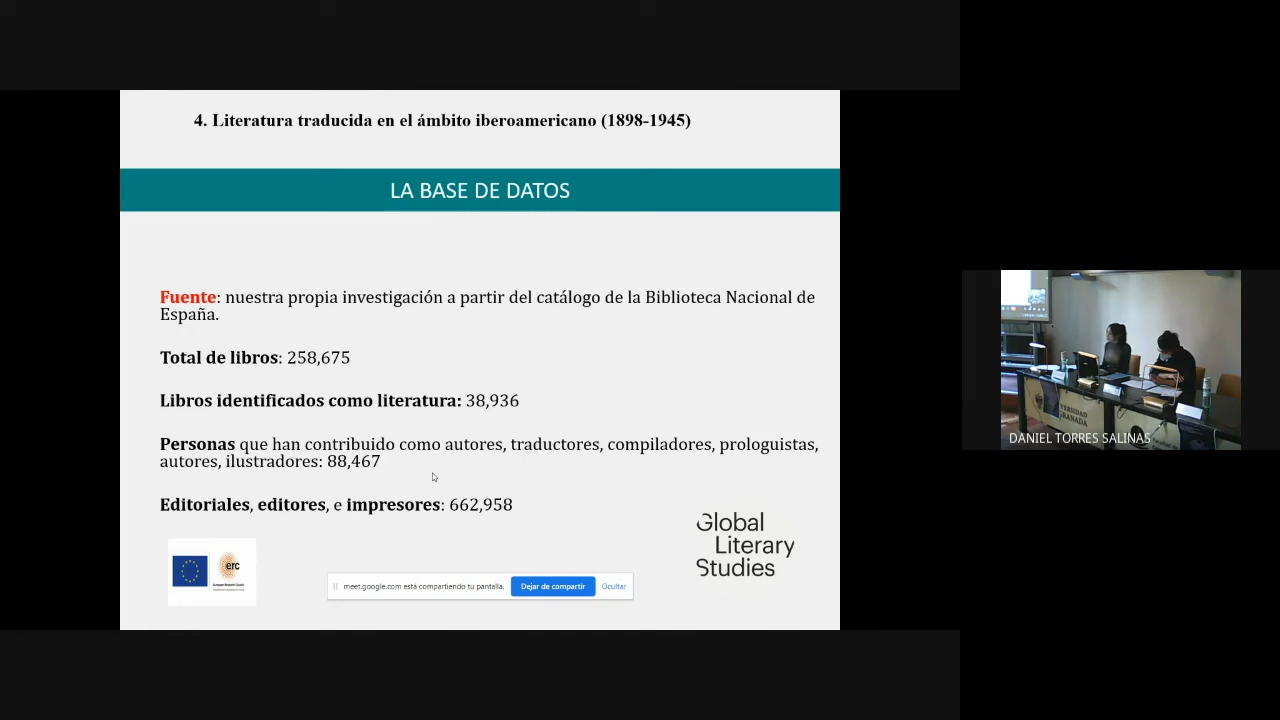 4. Literatura traducida en el ámbito iberoamericano (1898-1945)
LA BASE DE DATOS
Fuente: nuestra propia investigación a partir del catálogo de la Biblioteca Nacional de
España.
Total de libros: 258,675
Libros identificados como literatura: 38,936
Personas que han contribuido como autores, traductores, compiladores, prologuistas,
autores, ilustradores: 88,467
Editoriales, editores, e impresores: 662,958
erc
European Research Council
Global
Literary
Studies
meet.google.com está compartiendo tu pantalla.
Dejar de compartir
Ocultar
DANIEL TORRES SALINAS